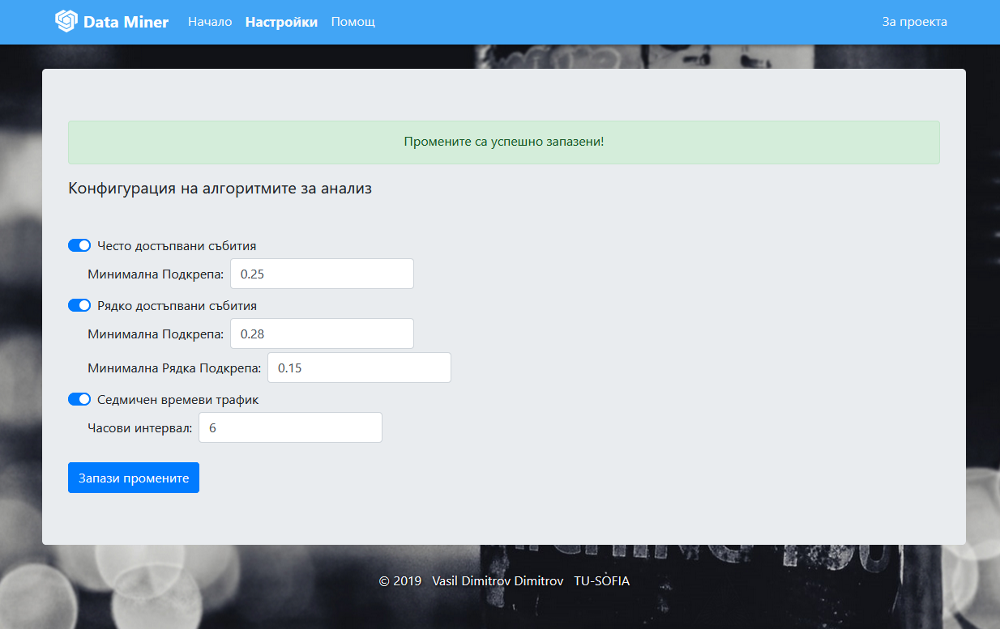 Data Miner Начало Настройки Помощ За проекта
Промените са успешно запазени!
Конфигурация на алгоритмите за анализ
Често достъпвани събития
Минимална Подкрепа: 0.25
Рядко достъпвани събития
Минимална Подкрепа: 0.28
Минимална Рядка Подкрепа: 0.15
Седмичен времеви трафик
Часови интервал: 6
Запази промените
© 2019 Vasil Dimitrov Dimitrov TU-SOFIA